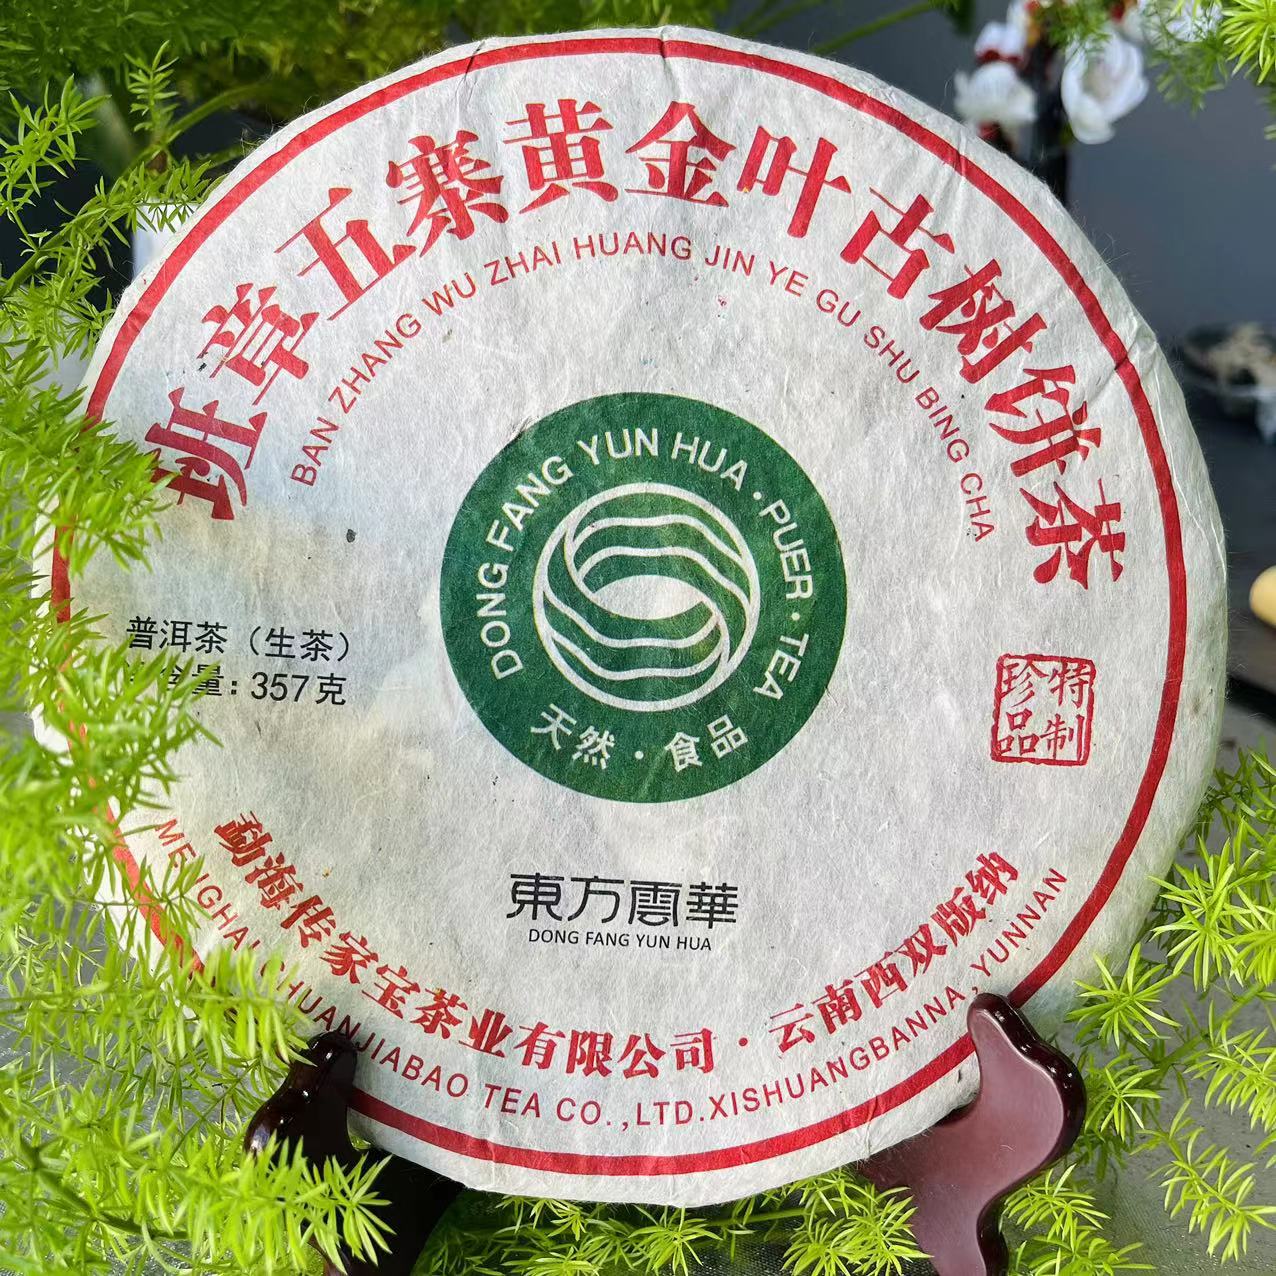 班章五寨黄金叶古树饼茶
BAN ZHANG WU ZHAI HUANG JIN YE GU SHU BING CHA
DONG FANG YUN HUA · PUER · TEA
天然 · 食品
普洱茶（生茶）
含量：357克
特制
珍品
東方雲華
DONG FANG YUN HUA
勐海传家宝茶业有限公司 · 云南西双版纳
MENGHAI CHUANJIABAO TEA CO.,LTD.XISHUANGBANNA, YUNNAN